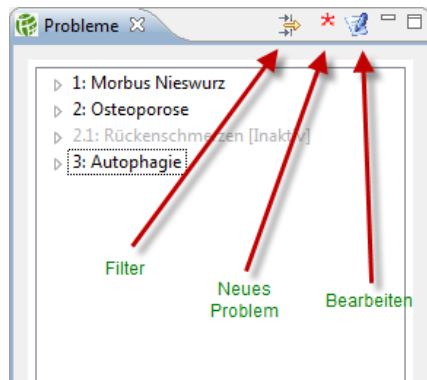 Probleme
1: Morbus Nieswurz
2: Osteoporose
2.1: Rückenschmerzen [Inaktiv]
3: Autophagie
Filter
Neues
Problem
Bearbeiten